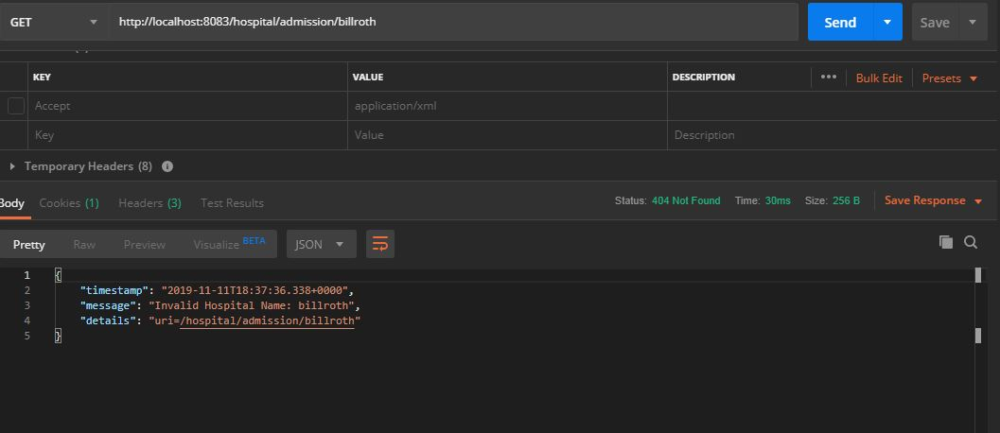 GET http://localhost:8083/hospital/admission/billroth Send Save
KEY VALUE DESCRIPTION ••• Bulk Edit Presets
Accept application/xml
Key Value Description
Temporary Headers (8) i
Body Cookies (1) Headers (3) Test Results Status: 404 Not Found Time: 30ms Size: 256 B Save Response
Pretty Raw Preview Visualize BETA JSON
1 {
2 "timestamp": "2019-11-11T18:37:36.338+0000",
3 "message": "Invalid Hospital Name: billroth",
4 "details": "uri=/hospital/admission/billroth"
5 }